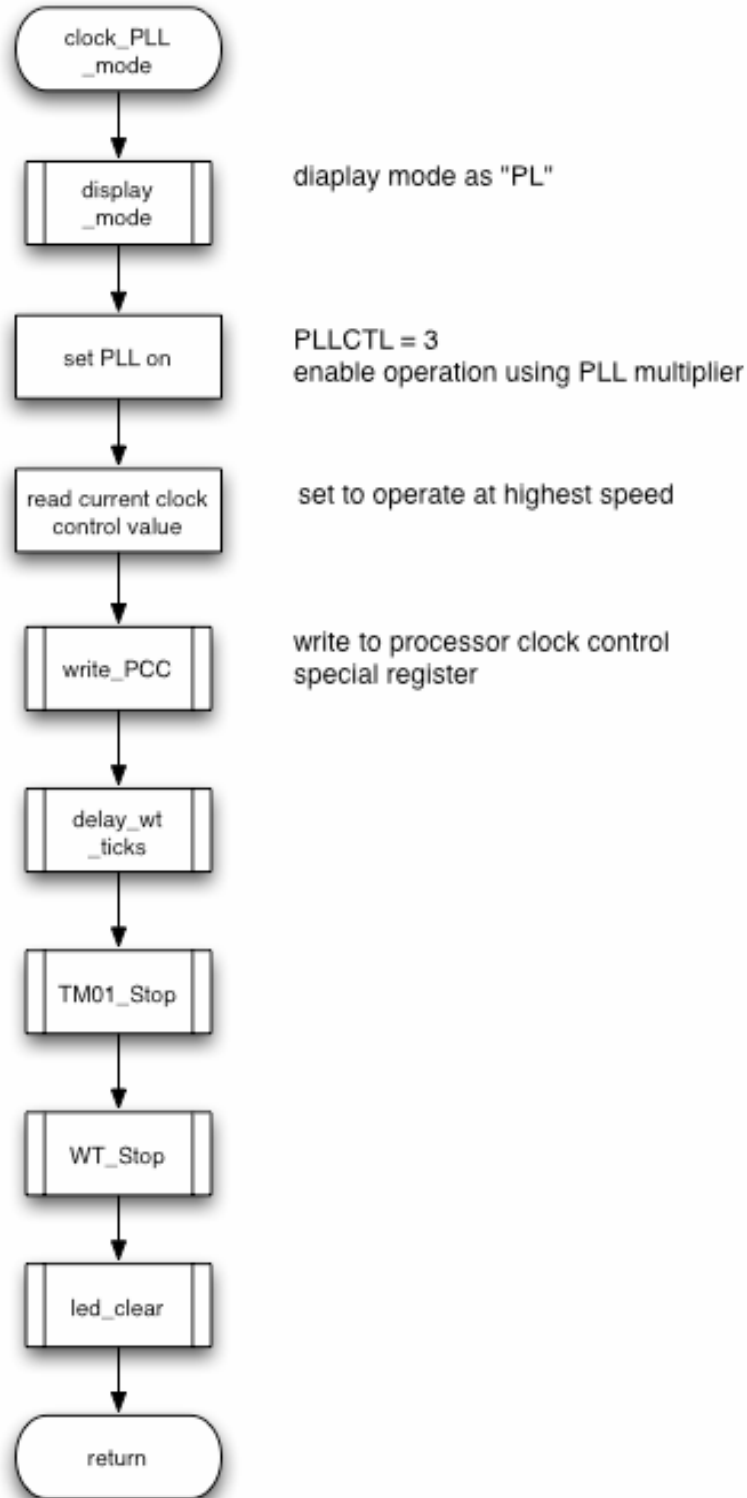 clock_PLL
_mode
display
_mode
diaplay mode as "PL"
set PLL on
PLLCTL = 3
enable operation using PLL multiplier
read current clock
control value
set to operate at highest speed
write_PCC
write to processor clock control
special register
delay_wt
_ticks
TM01_Stop
WT_Stop
led_clear
return